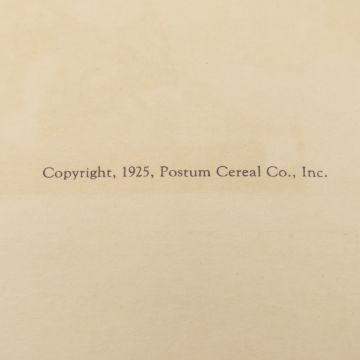 Copyright, 1925, Postum Cereal Co., Inc.